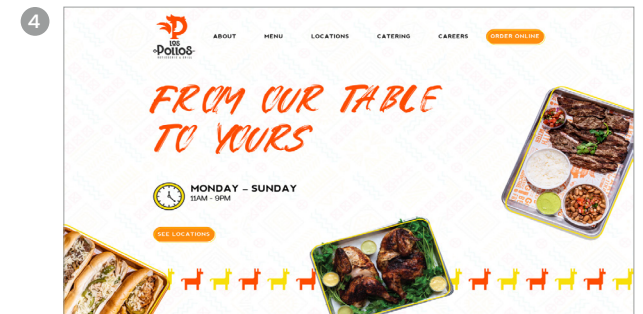 4
LOS
POLLOS
ROTISSERIE & GRILL
ABOUT MENU LOCATIONS CATERING CAREERS ORDER ONLINE
FROM OUR TABLE
TO YOURS
MONDAY – SUNDAY
11AM - 9PM
SEE LOCATIONS